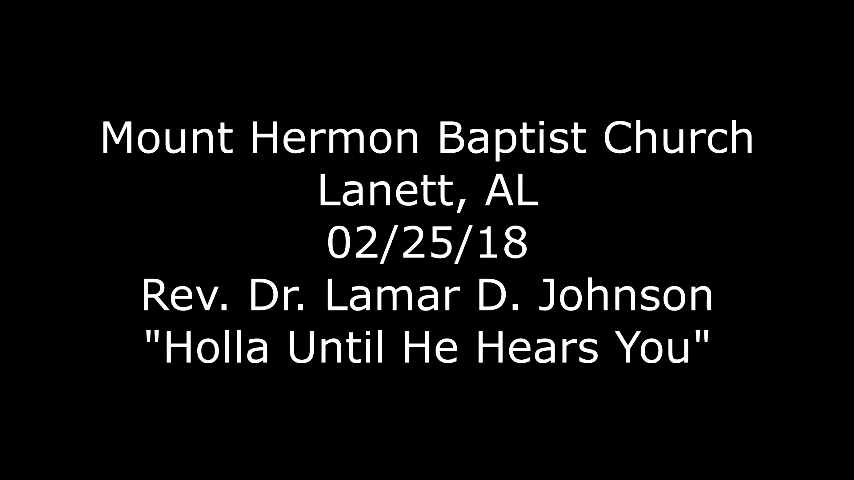 Mount Hermon Baptist Church
Lanett, AL
02/25/18
Rev. Dr. Lamar D. Johnson
"Holla Until He Hears You"